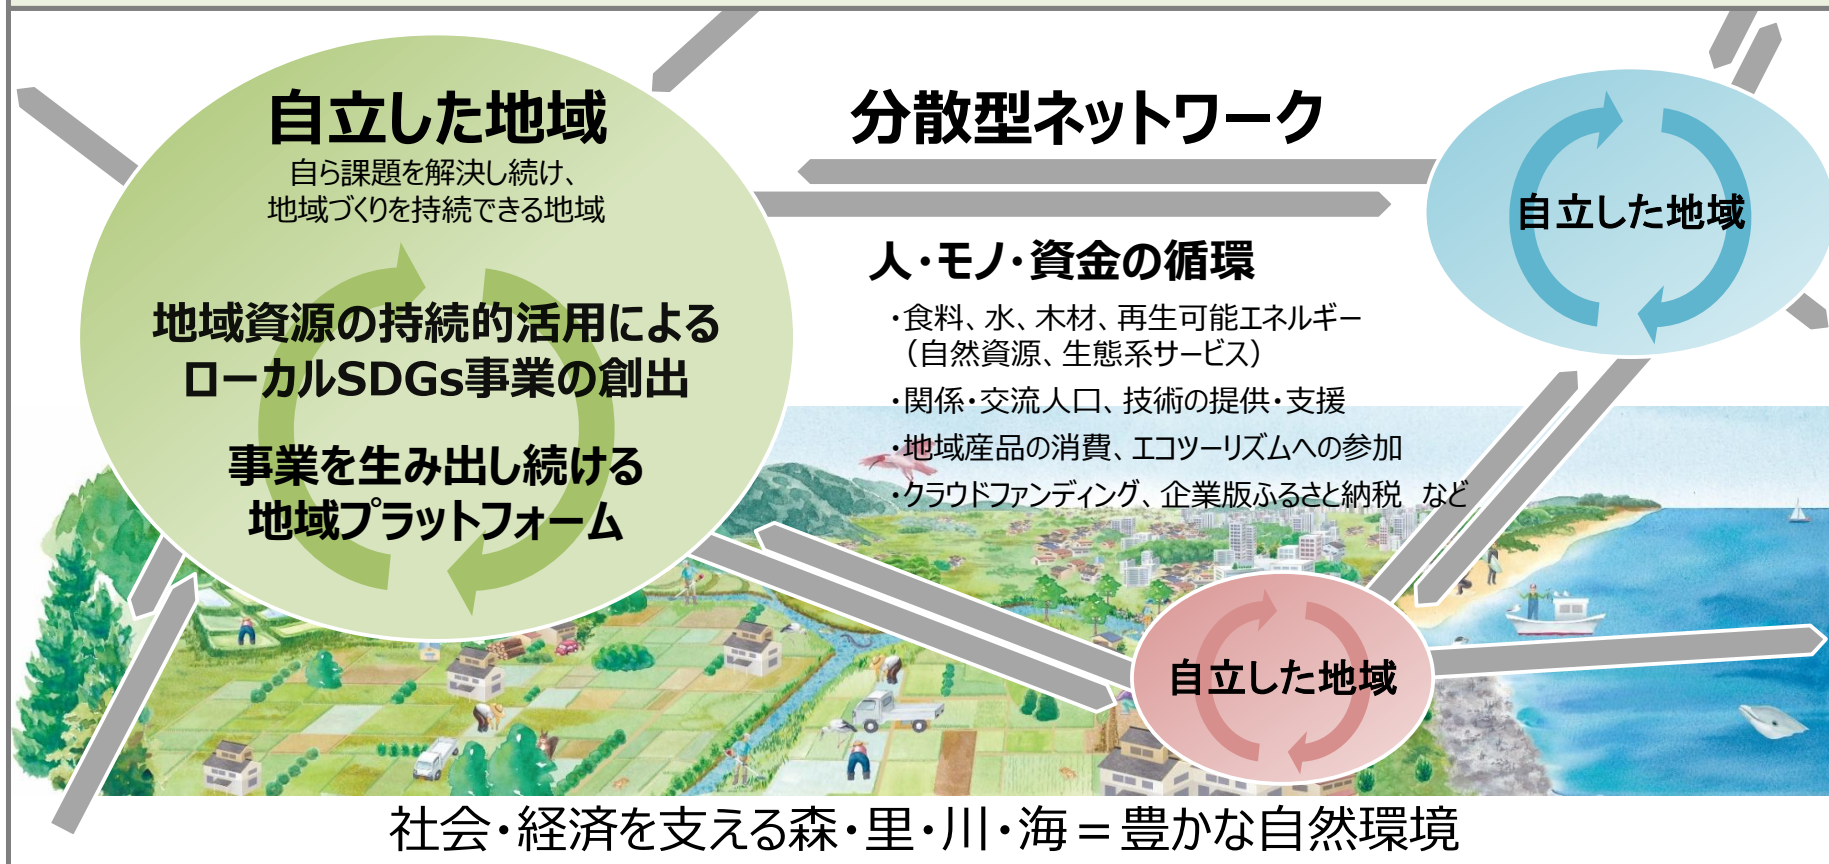 自立した地域
自ら課題を解決し続け、
地域づくりを持続できる地域
地域資源の持続的活用による
ローカルSDGs事業の創出
事業を生み出し続ける
地域プラットフォーム
分散型ネットワーク
人・モノ・資金の循環
・食料、水、木材、再生可能エネルギー
（自然資源、生態系サービス）
・関係・交流人口、技術の提供・支援
・地域産品の消費、エコツーリズムへの参加
・クラウドファンディング、企業版ふるさと納税　など
自立した地域
自立した地域
社会・経済を支える森・里・川・海＝豊かな自然環境